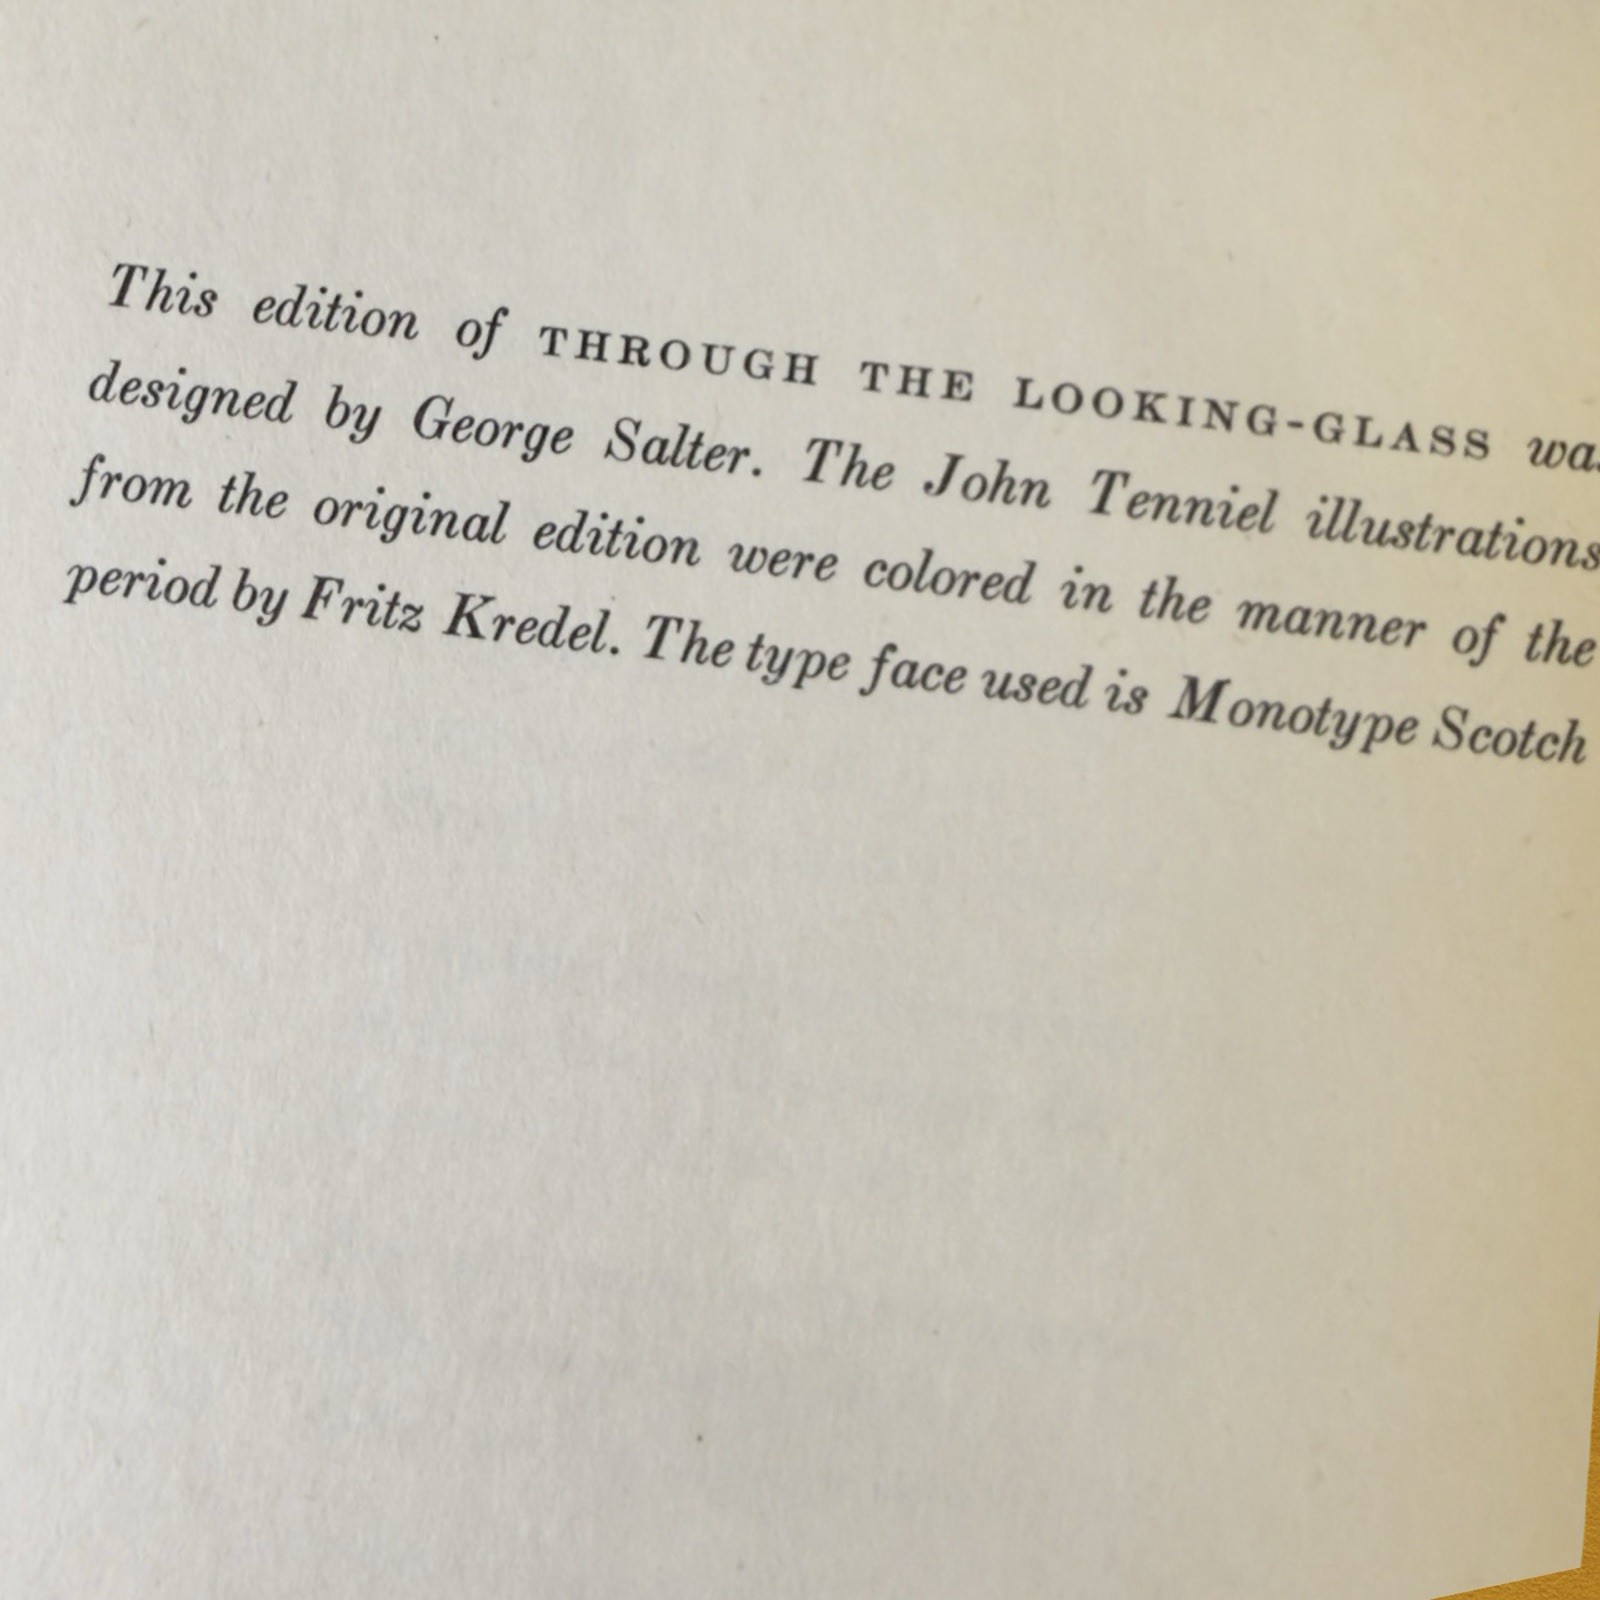 This edition of THROUGH THE LOOKING-GLASS was
designed by George Salter. The John Tenniel illustrations
from the original edition were colored in the manner of the
period by Fritz Kredel. The type face used is Monotype Scotch